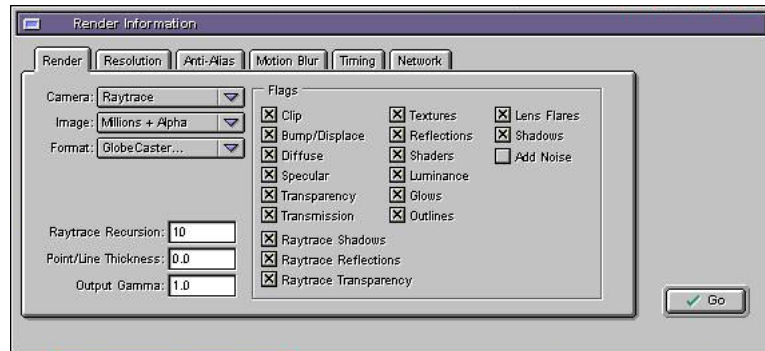 Render Information
Render Resolution Anti-Alias Motion Blur Timing Network
Camera: Raytrace
Image: Millions + Alpha
Format: GlobeCaster...
Raytrace Recursion: 10
Point/Line Thickness: 0.0
Output Gamma: 1.0
Flags
Clip Textures Lens Flares
Bump/Displace Reflections Shadows
Diffuse Shaders Add Noise
Specular Luminance
Transparency Glows
Transmission Outlines
Raytrace Shadows
Raytrace Reflections
Raytrace Transparency
Go